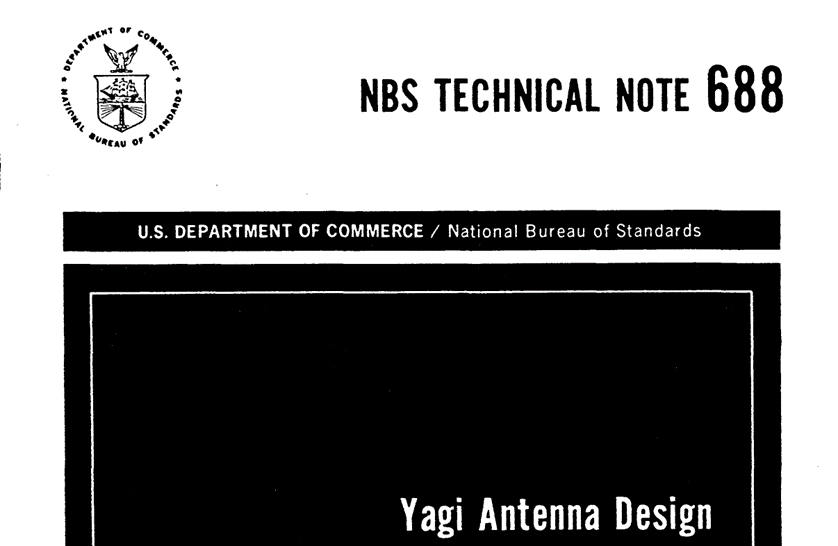 DEPARTMENT OF COMMERCE
NATIONAL BUREAU OF STANDARDS
NBS TECHNICAL NOTE 688
U.S. DEPARTMENT OF COMMERCE / National Bureau of Standards
Yagi Antenna Design